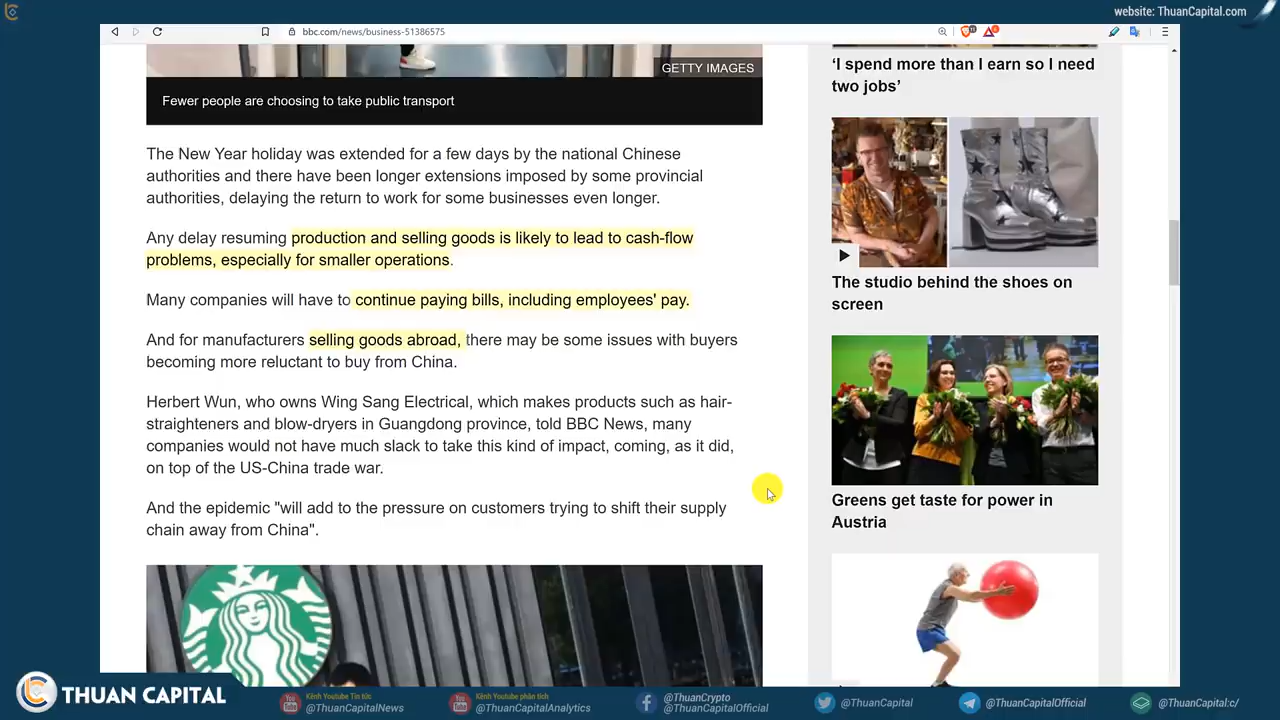 website: ThuanCapital.com
bbc.com/news/business-51386575
GETTY IMAGES
Fewer people are choosing to take public transport
The New Year holiday was extended for a few days by the national Chinese
authorities and there have been longer extensions imposed by some provincial
authorities, delaying the return to work for some businesses even longer.
Any delay resuming production and selling goods is likely to lead to cash-flow
problems, especially for smaller operations.
Many companies will have to continue paying bills, including employees' pay.
And for manufacturers selling goods abroad, there may be some issues with buyers
becoming more reluctant to buy from China.
Herbert Wun, who owns Wing Sang Electrical, which makes products such as hair-
straighteners and blow-dryers in Guangdong province, told BBC News, many
companies would not have much slack to take this kind of impact, coming, as it did,
on top of the US-China trade war.
And the epidemic "will add to the pressure on customers trying to shift their supply
chain away from China".
‘I spend more than I earn so I need
two jobs’
The studio behind the shoes on
screen
Greens get taste for power in
Austria
THUAN CAPITAL
Kênh Youtube Tin tức
@ThuanCapitalNews
Kênh Youtube phân tích
@ThuanCapitalAnalytics
@ThuanCrypto
@ThuanCapitalOfficial
@ThuanCapital
@ThuanCapitalOfficial
@ThuanCapital:c/